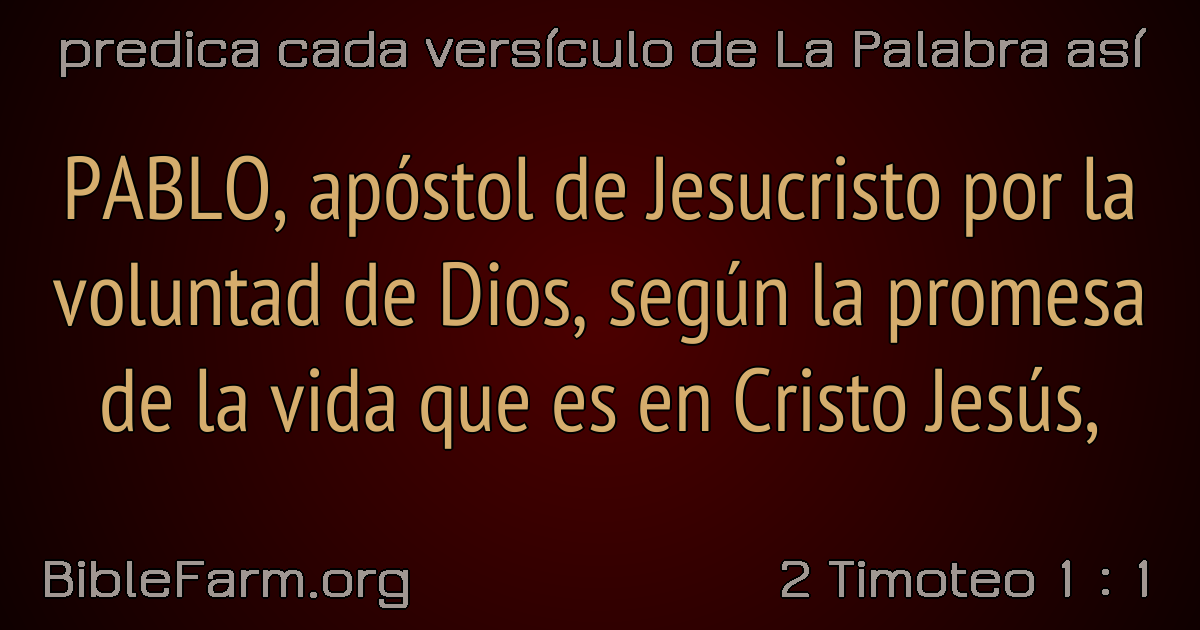 predica cada versículo de La Palabra así
PABLO, apóstol de Jesucristo por la
voluntad de Dios, según la promesa
de la vida que es en Cristo Jesús,
BibleFarm.org
2 Timoteo 1 : 1